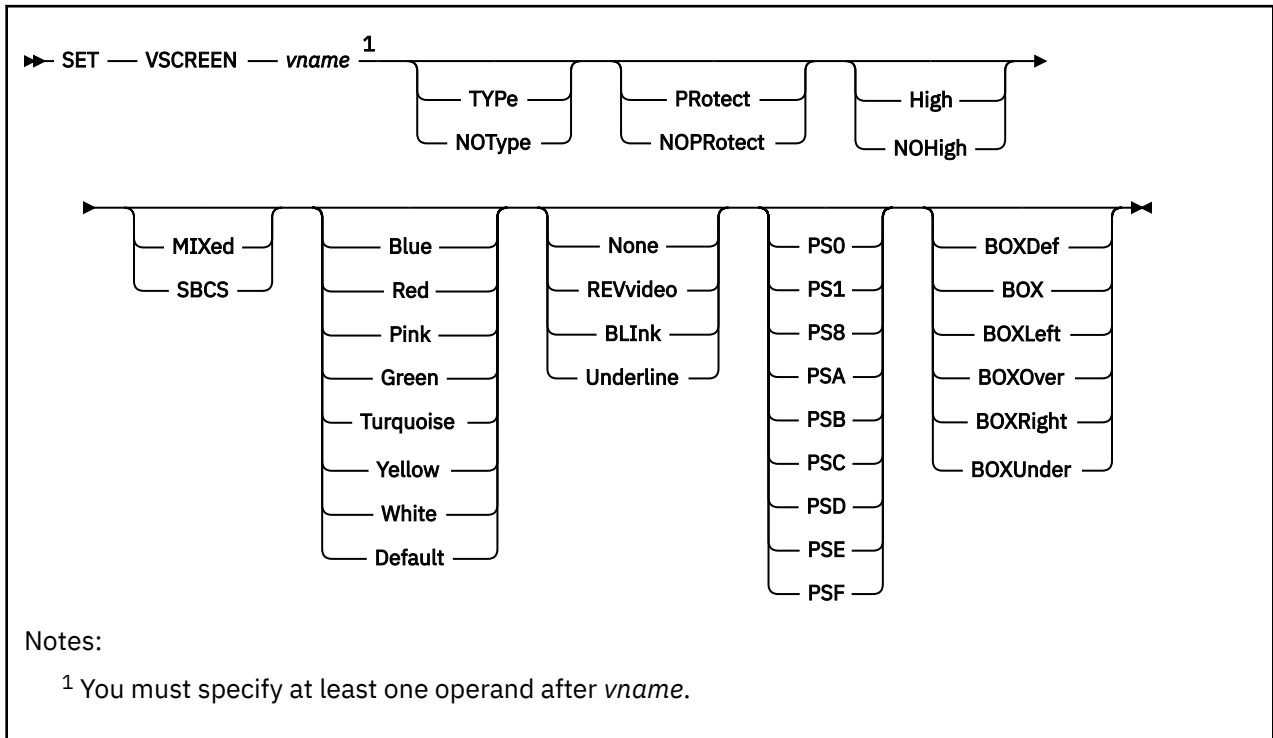 SET VSCREEN vname 1
TYPe PRotect High
NOType NOPRotect NOHigh
MIXed Blue None PS0 BOXDef
SBCS Red REVvideo PS1 BOX
Pink BLInk PS8 BOXLeft
Green Underline PSA BOXOver
Turquoise PSB BOXRight
Yellow PSC BOXUnder
White PSD
Default PSE
PSF
Notes:
1 You must specify at least one operand after vname.